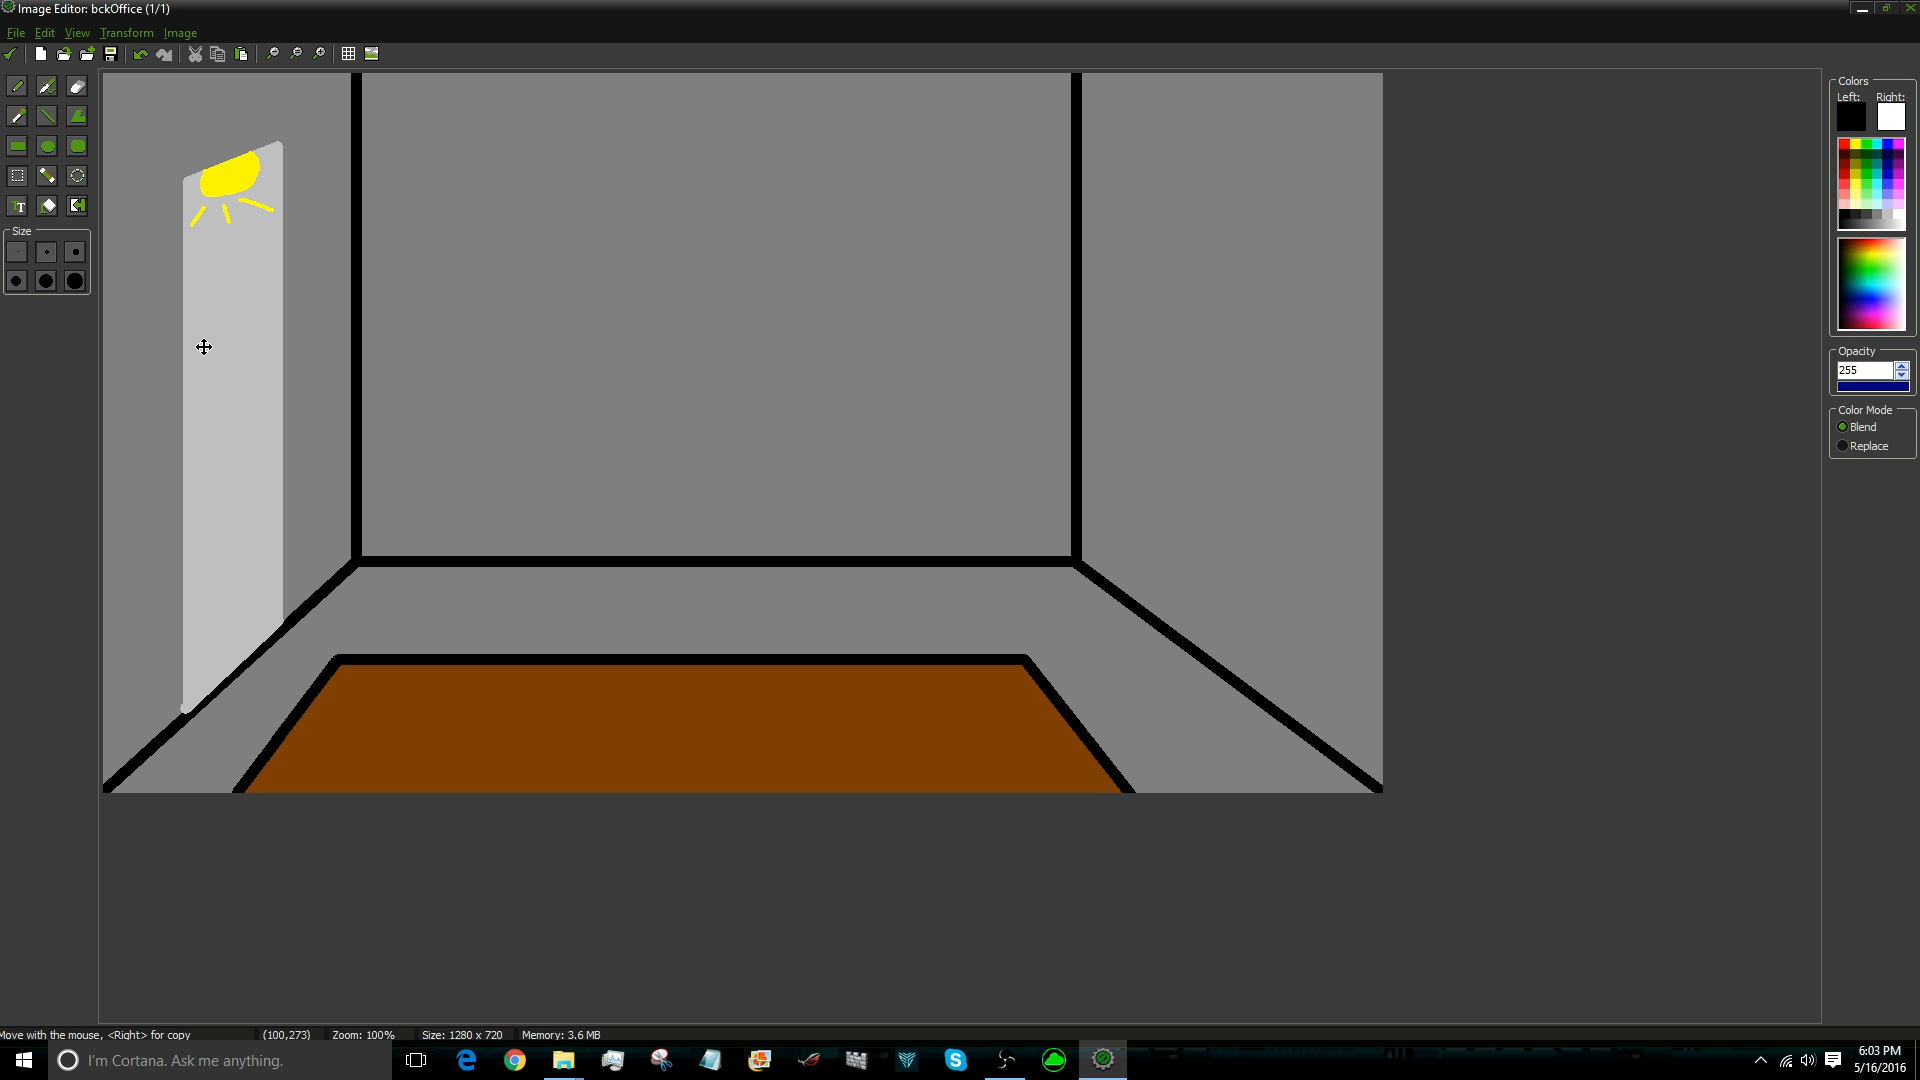 Image Editor: bckOffice (1/1)
File Edit View Transform Image
Colors
Left: Right:
TT
Size
Opacity
255
Color Mode
Blend
Replace
Move with the mouse, <Right> for copy (100,273) Zoom: 100% Size: 1280 x 720 Memory: 3.6 MB
I'm Cortana. Ask me anything.
6:03 PM
5/16/2016